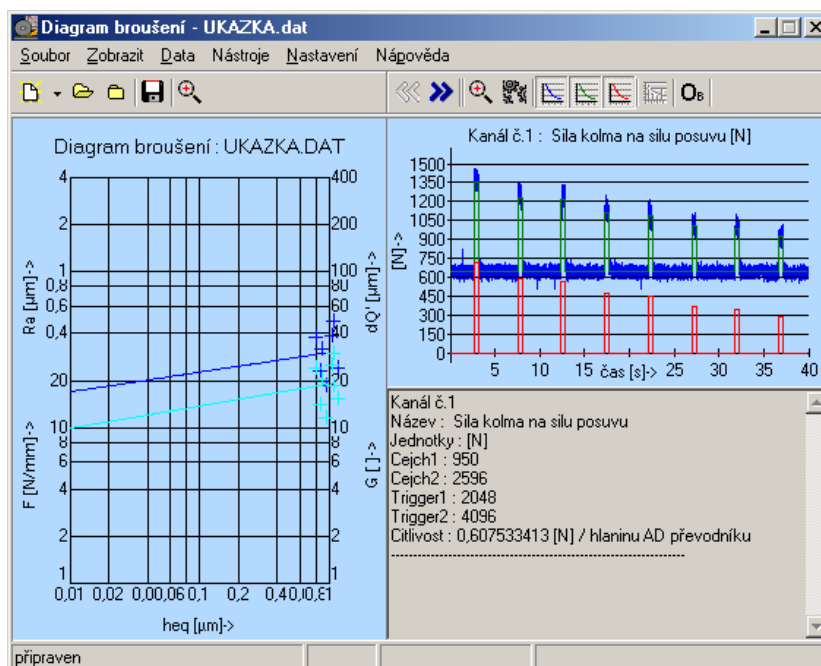 Diagram broušení - UKAZKA.dat
Soubor Zobrazit Data Nástroje Nastavení Nápověda
O_B
Diagram broušení : UKAZKA.DAT
4
2
1
0,8
0,6
0,4
20
10
8
6
4
2
1
400
200
100
80
60
40
20
10
8
6
4
2
1
Ra [µm]->
F [N/mm]->
dQ' [µm]->
G [ ]->
0,01 0,02 0,00,06 0,1 0,2 0,40,0,81
heq [µm]->
Kanál č.1 : Sila kolma na silu posuvu [N]
1500
1350
1200
1050
900
750
600
450
300
150
0
[N]->
5 10 15 20 25 30 35 40
čas [s]->
Kanál č.1
Název : Sila kolma na silu posuvu
Jednotky : [N]
Cejch1 : 950
Cejch2 : 2596
Trigger1 : 2048
Trigger2 : 4096
Citlivost : 0,607533413 [N] / hlaninu AD převodníku
------------------------------------------------------------------------
připraven